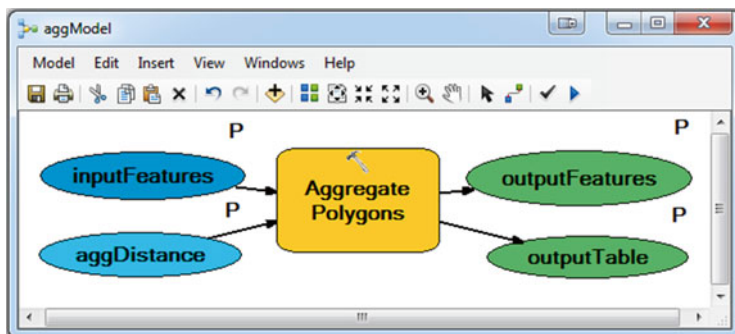 aggModel
Model Edit Insert View Windows Help
P
P
inputFeatures
Aggregate
Polygons
outputFeatures
P
P
aggDistance
outputTable